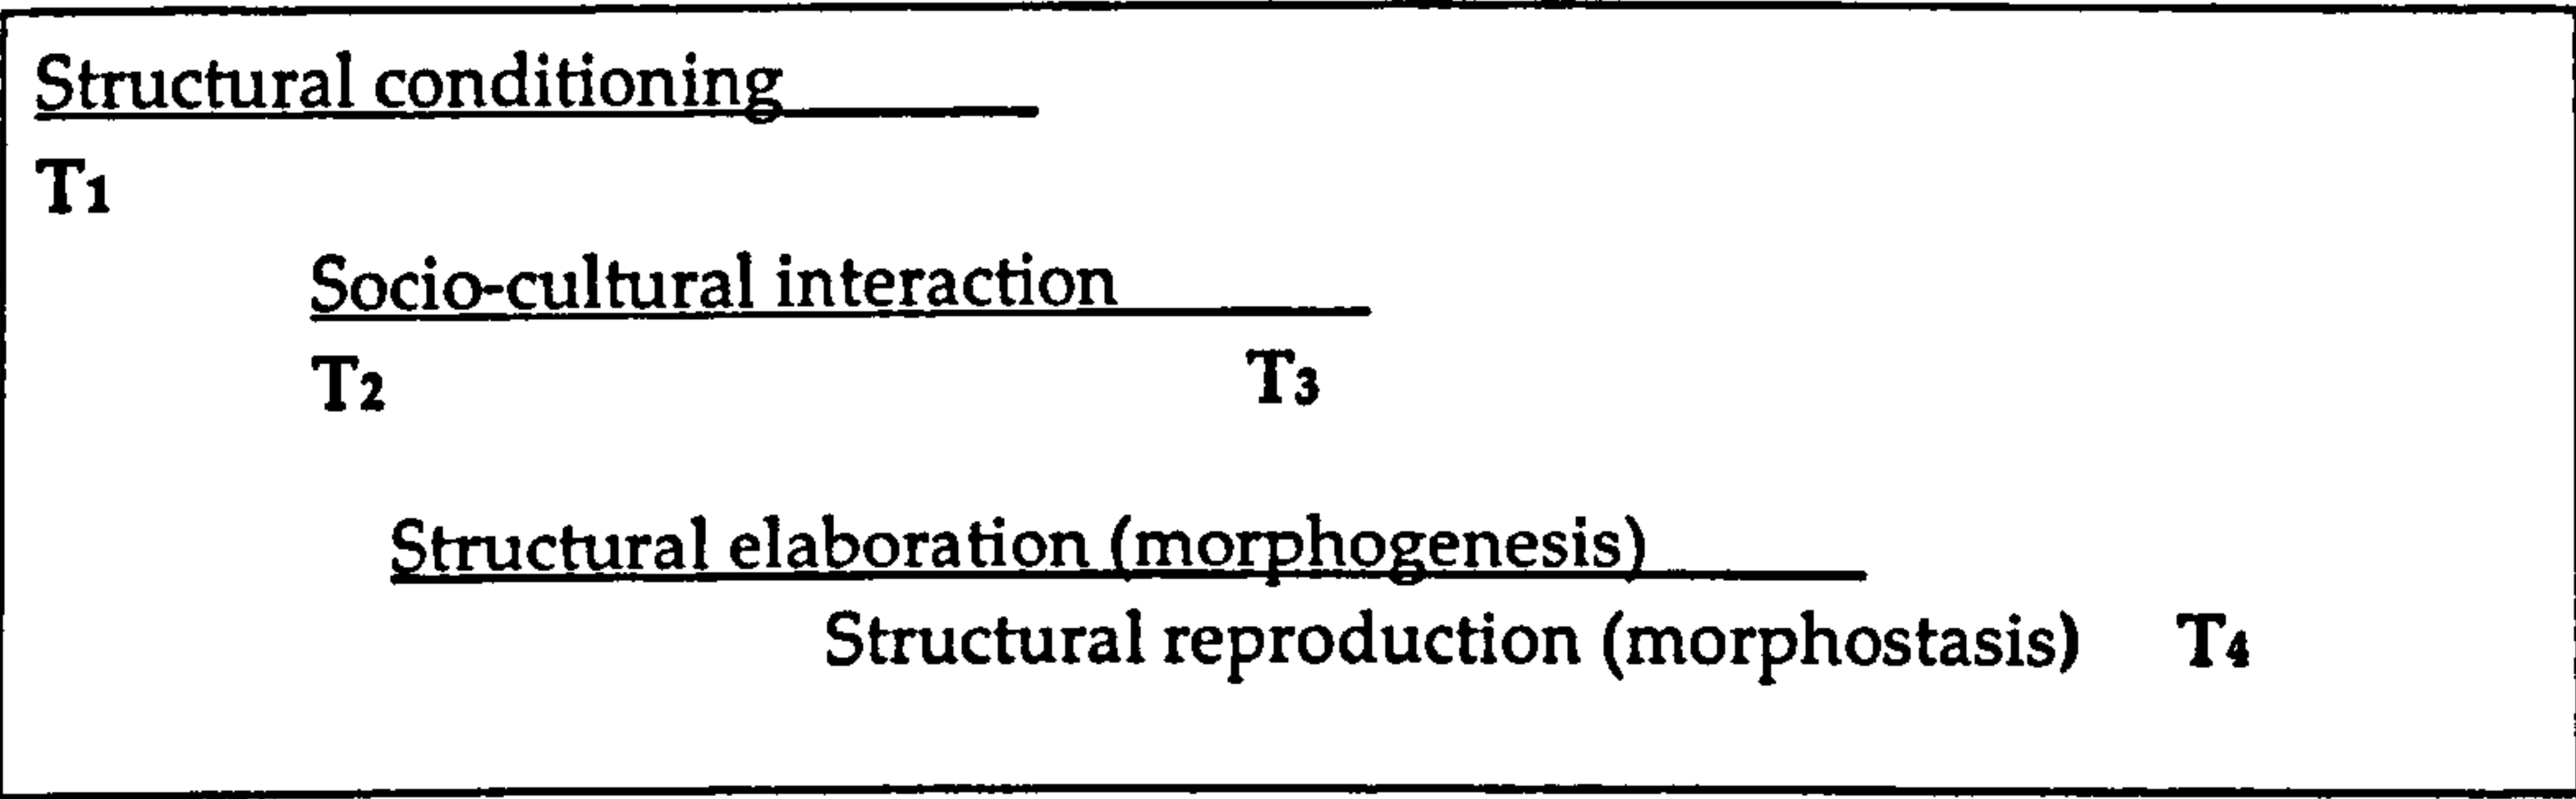 Structural conditioning
T1
Socio-cultural interaction
T2 T3
Structural elaboration (morphogenesis)
Structural reproduction (morphostasis) T4